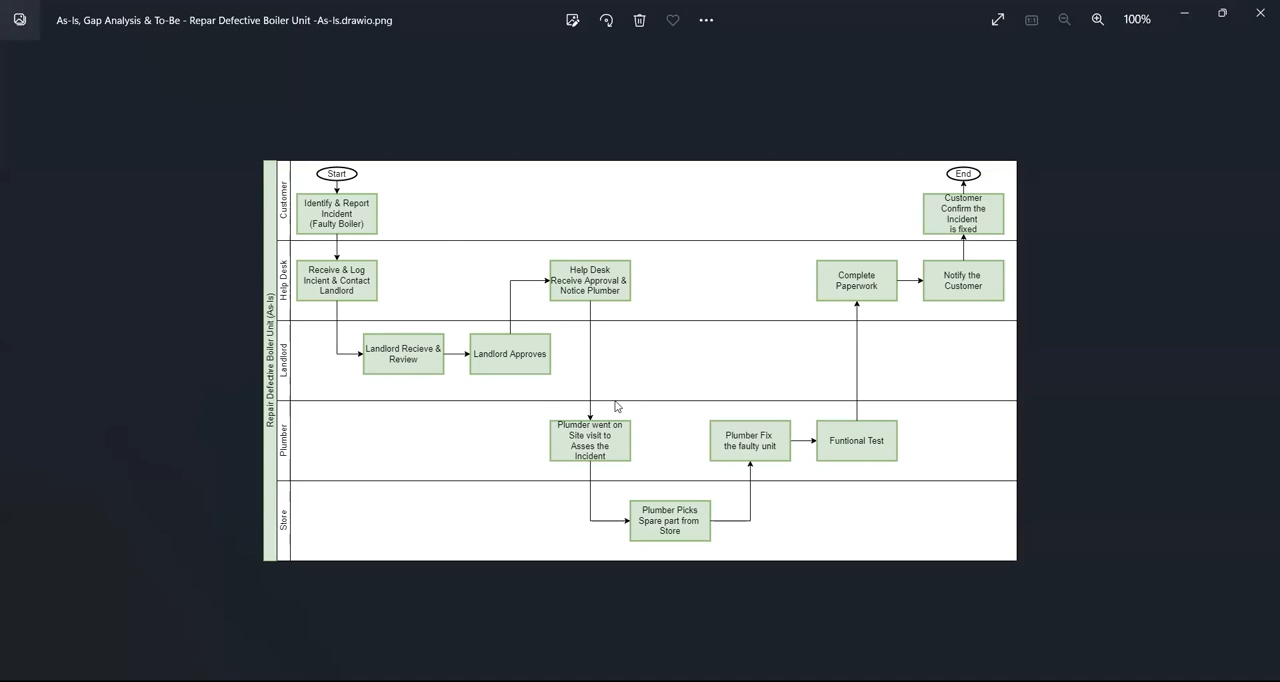 As-Is, Gap Analysis & To-Be - Repar Defective Boiler Unit -As-Is.drawio.png
100%
Repair Defective Boiler Unit (As-Is)
Customer
Start
Identify & Report
Incident
(Faulty Boiler)
End
Customer
Confirm the
Incident
is fixed
Help Desk
Receive & Log
Incient & Contact
Landlord
Help Desk
Receive Approval &
Notice Plumber
Complete
Paperwork
Notify the
Customer
Landlord
Landlord Recieve &
Review
Landlord Approves
Plumber
Plumder went on
Site visit to
Asses the
Incident
Plumber Fix
the faulty unit
Funtional Test
Store
Plumber Picks
Spare part from
Store